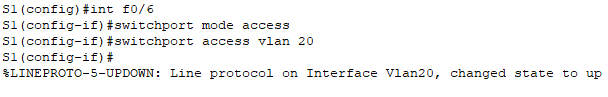 S1(config)#int f0/6
S1(config-if)#switchport mode access
S1(config-if)#switchport access vlan 20
S1(config-if)#
%LINEPROTO-5-UPDOWN: Line protocol on Interface Vlan20, changed state to up